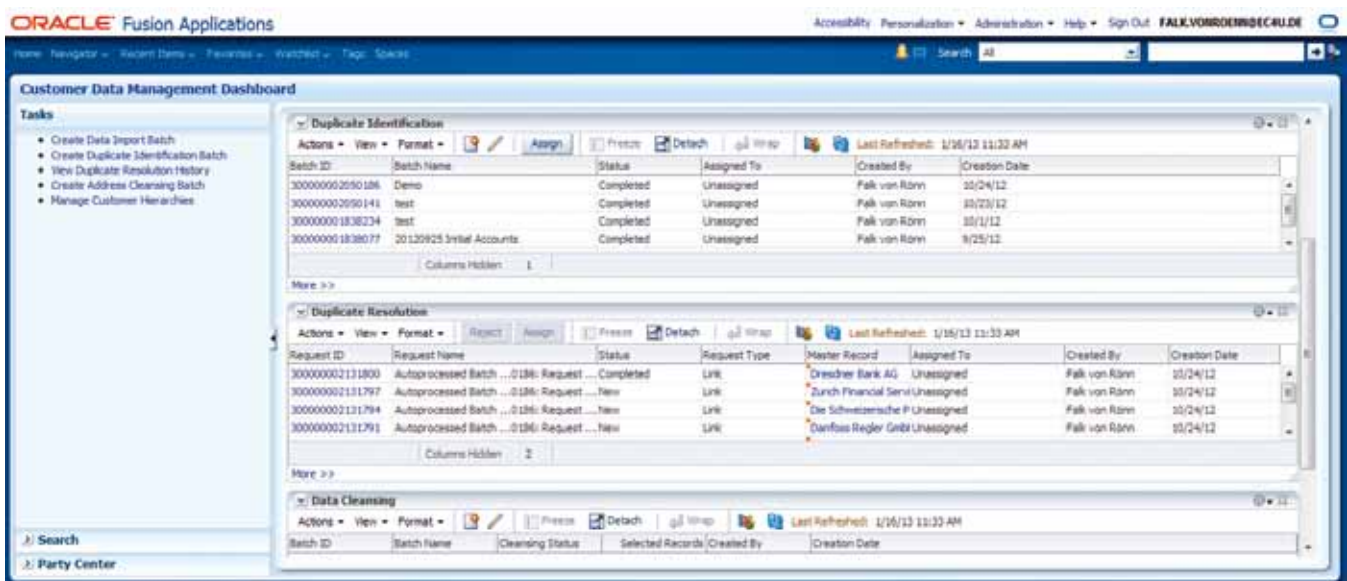 ORACLE Fusion Applications
Accessibility Personalization Administration Help Sign Out FALK.VONROENN@EC4U.DE
Home Navigator Recent Items Favorites Watchlist Tags Spaces
Search All
Customer Data Management Dashboard
Tasks
Create Data Import Batch
Create Duplicate Identification Batch
View Duplicate Resolution History
Create Address Cleansing Batch
Manage Customer Hierarchies
Search
Party Center
Duplicate Identification
Actions View Format Assign Freeze Detach Wrap Last Refreshed: 1/16/13 11:33 AM
Batch ID Batch Name Status Assigned To Created By Creation Date
300000002050186 Demo Completed Unassigned Falk von Rönn 10/24/12
300000002050141 test Completed Unassigned Falk von Rönn 10/23/12
300000001838234 test Completed Unassigned Falk von Rönn 10/1/12
300000001838077 20120925 Initial Accounts Completed Unassigned Falk von Rönn 9/25/12
Columns Hidden 1
More >>
Duplicate Resolution
Actions View Format Reject Assign Freeze Detach Wrap Last Refreshed: 1/16/13 11:33 AM
Request ID Request Name Status Request Type Master Record Assigned To Created By Creation Date
300000002131800 Autoprocessed Batch ...0186: Request ... Completed Link Dresdner Bank AG Unassigned Falk von Rönn 10/24/12
300000002131797 Autoprocessed Batch ...0186: Request ... New Link Zurich Financial Servi Unassigned Falk von Rönn 10/24/12
300000002131794 Autoprocessed Batch ...0186: Request ... New Link Die Schweizerische P Unassigned Falk von Rönn 10/24/12
300000002131791 Autoprocessed Batch ...0186: Request ... New Link Danfoss Regler GmbH Unassigned Falk von Rönn 10/24/12
Columns Hidden 2
More >>
Data Cleansing
Actions View Format Freeze Detach Wrap Last Refreshed: 1/16/13 11:33 AM
Batch ID Batch Name Cleansing Status Selected Records Created By Creation Date